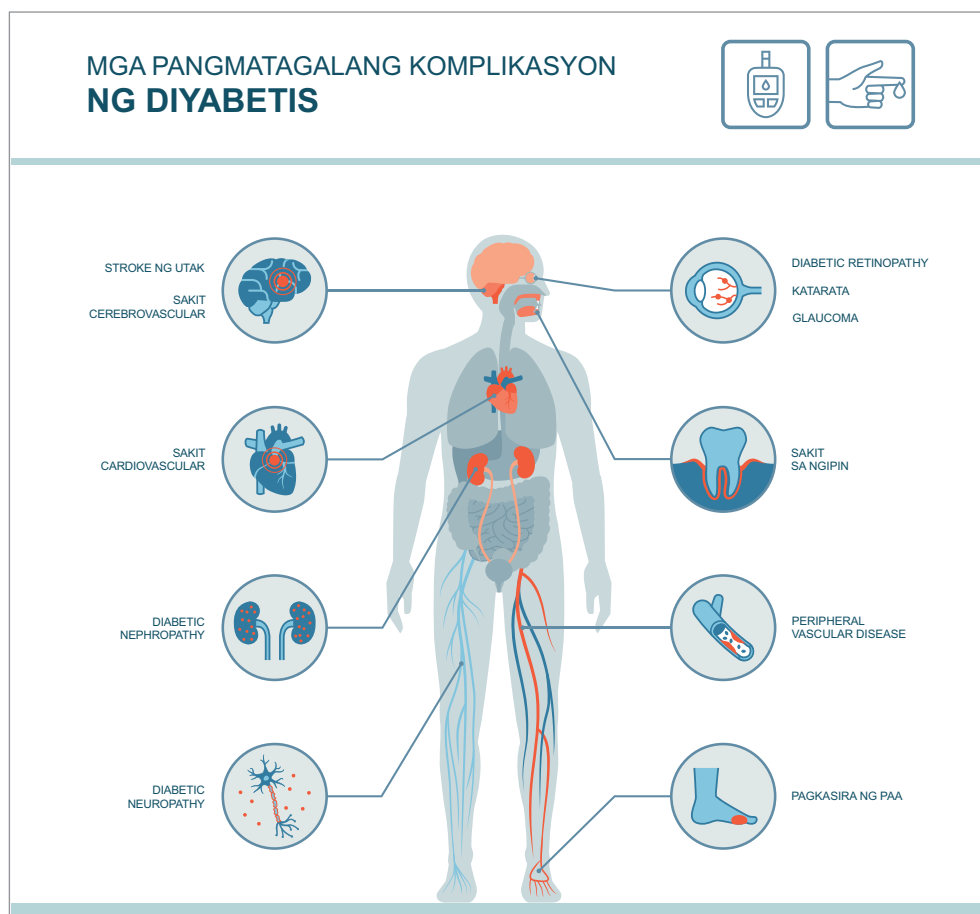 MGA PANGMATAGALANG KOMPLIKASYON
NG DIYABETIS
STROKE NG UTAK
SAKIT
CEREBROVASCULAR
SAKIT
CARDIOVASCULAR
DIABETIC
NEPHROPATHY
DIABETIC
NEUROPATHY
DIABETIC RETINOPATHY
KATARATA
GLAUCOMA
SAKIT
SA NGIPIN
PERIPHERAL
VASCULAR DISEASE
PAGKASIRA NG PAA